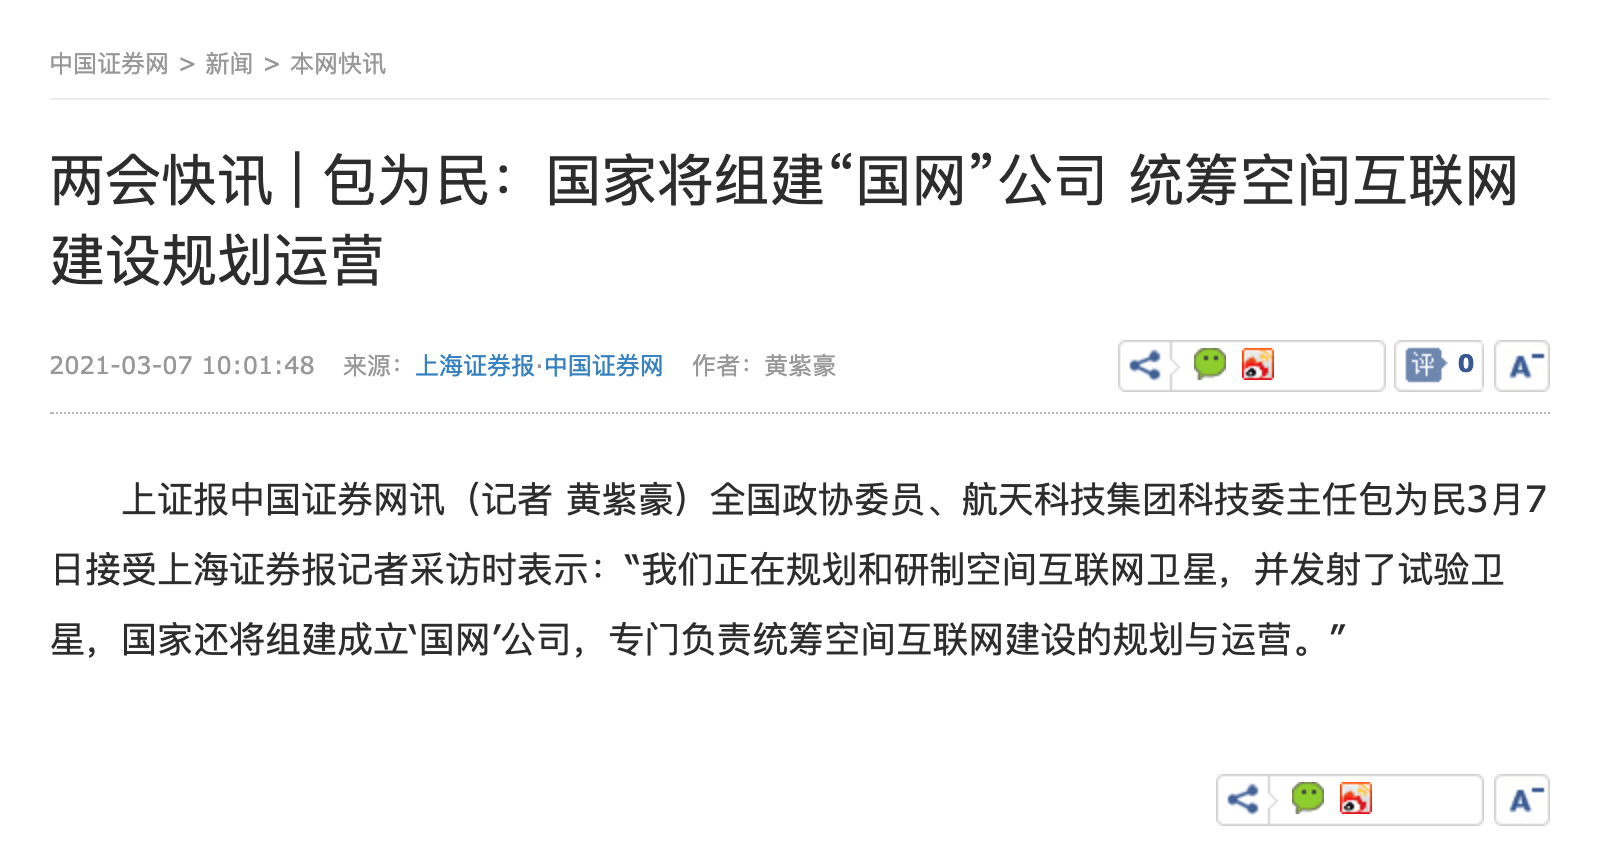 中国证券网 > 新闻 > 本网快讯
两会快讯 | 包为民：国家将组建“国网”公司 统筹空间互联网
建设规划运营
2021-03-07 10:01:48 来源：上海证券报·中国证券网 作者：黄紫豪
评 0 A-
上证报中国证券网讯（记者 黄紫豪）全国政协委员、航天科技集团科技委主任包为民3月7
日接受上海证券报记者采访时表示：“我们正在规划和研制空间互联网卫星，并发射了试验卫
星，国家还将组建成立‘国网’公司，专门负责统筹空间互联网建设的规划与运营。”
A-